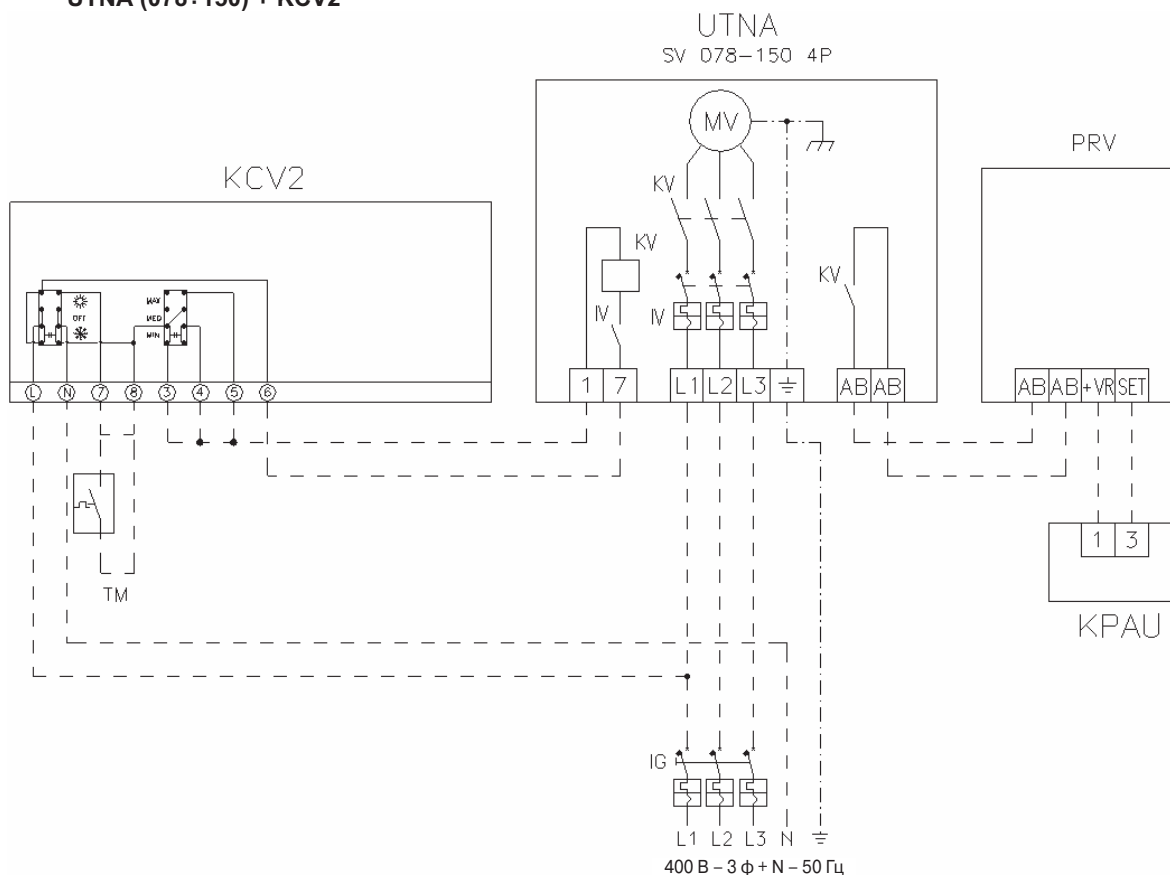 UTNA (078÷150) + KCV2
UTNA
SV 078-150 4P
MV
PRV
KCV2
KV
KV
KV
IV
IV
MAX
OFF
MED
MIN
L N 7 8 3 4 5 6
1 7
L1 L2 L3
AB AB
AB AB +VR SET
1 3
TM
KPAU
IG
L1 L2 L3 N
400 В – 3 ф + N – 50 Гц